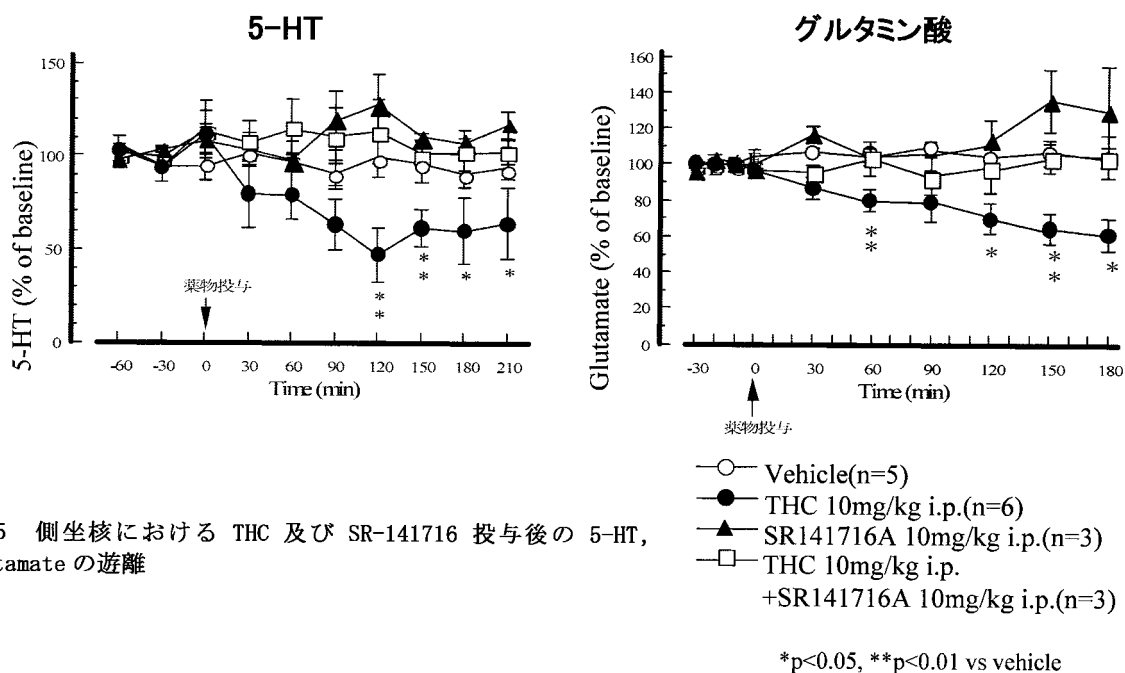 5-HT
グルタミン酸
5-HT (% of baseline)
150
100
50
0
薬物投与
**
**
*
*
-60 -30 0 30 60 90 120 150 180 210
Time (min)
Glutamate (% of baseline)
160
140
120
100
80
60
40
20
0
**
*
**
*
-30 0 30 60 90 120 150 180
Time (min)
薬物投与
Vehicle(n=5)
THC 10mg/kg i.p.(n=6)
SR141716A 10mg/kg i.p.(n=3)
THC 10mg/kg i.p.
+SR141716A 10mg/kg i.p.(n=3)
*p<0.05, **p<0.01 vs vehicle
5 側坐核における THC 及び SR-141716 投与後の 5-HT,
tamate の遊離